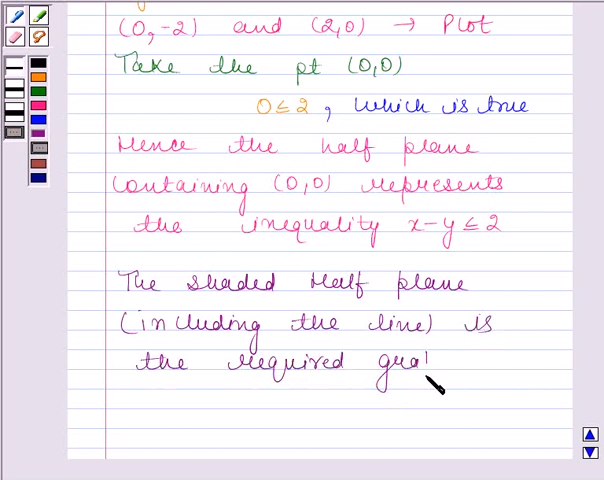 (0,-2) and (2,0) → Plot
Take the pt (0,0)
0 ≤ 2, which is true
Hence the half plane
containing (0,0) represents
the inequality x-y ≤ 2
The shaded Half plane
(including the line) is
the required